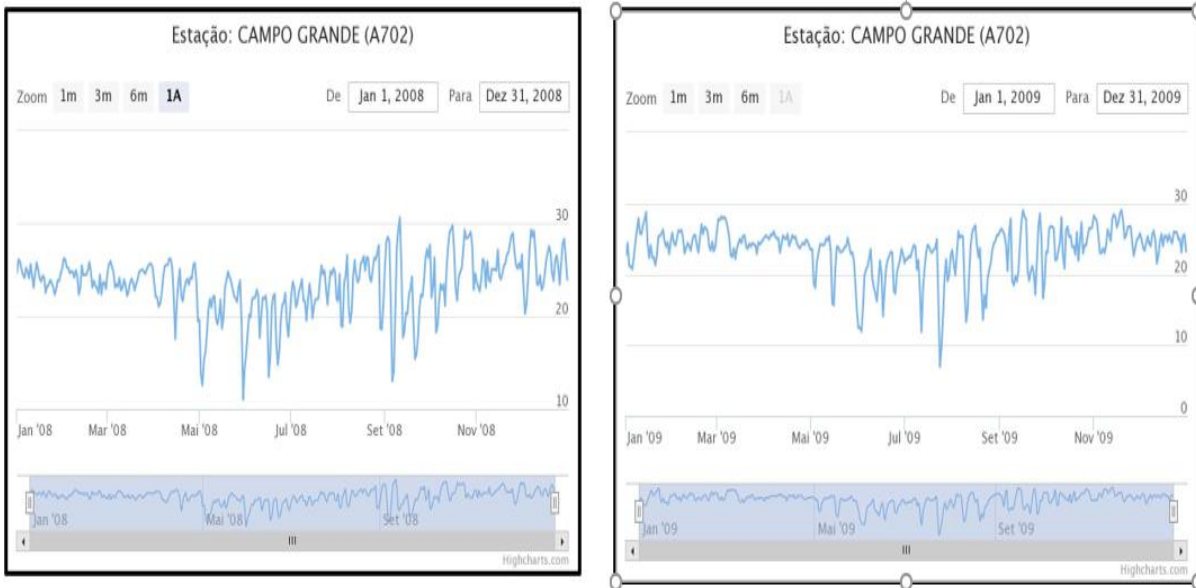 Estação: CAMPO GRANDE (A702)
Zoom 1m 3m 6m 1A De Jan 1, 2008 Para Dez 31, 2008
30
20
10
Jan '08 Mar '08 Mai '08 Jul '08 Set '08 Nov '08
Jan '08 Mai '08 Set '08
Highcharts.com
Estação: CAMPO GRANDE (A702)
Zoom 1m 3m 6m 1A De Jan 1, 2009 Para Dez 31, 2009
30
20
10
0
Jan '09 Mar '09 Mai '09 Jul '09 Set '09 Nov '09
Jan '09 Mai '09 Set '09
Highcharts.com